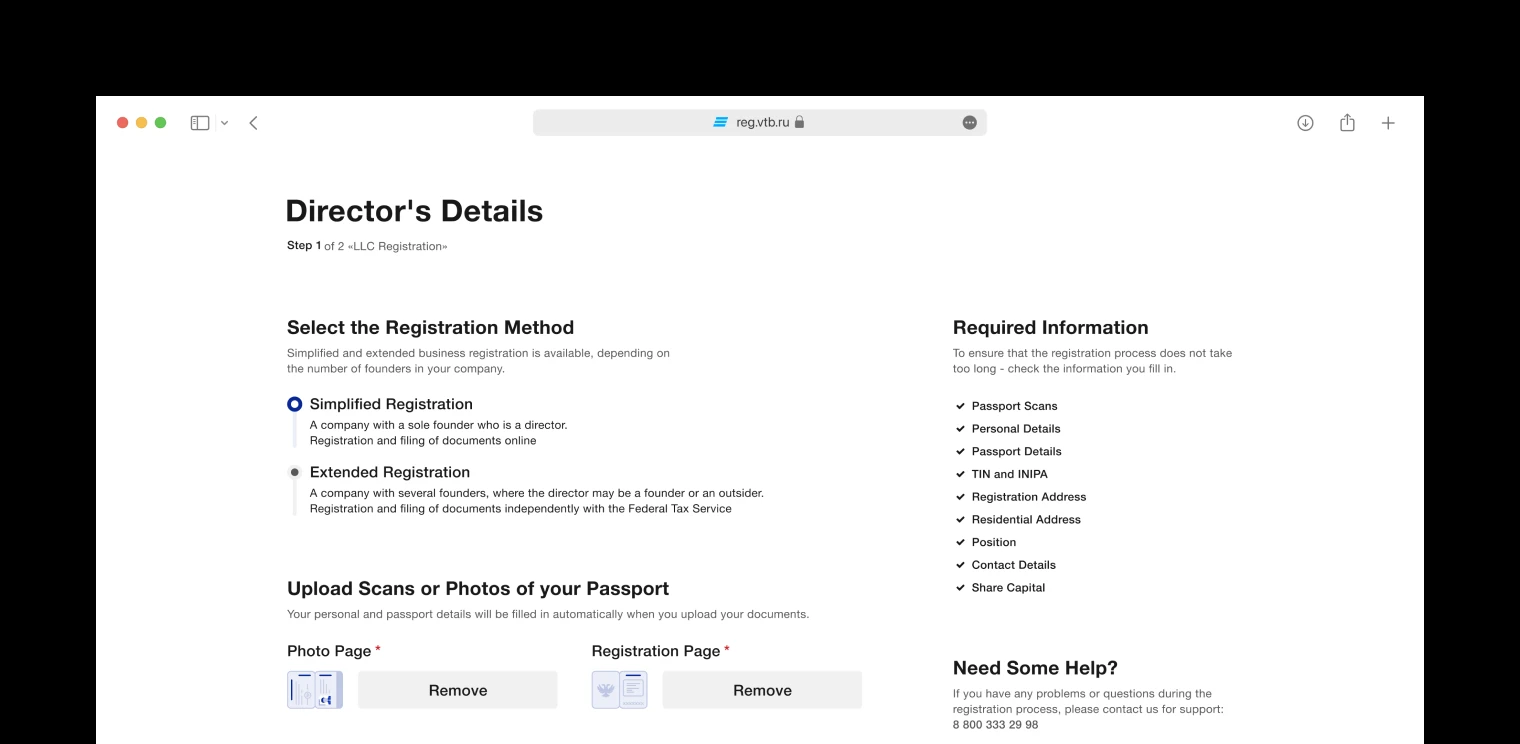 reg.vtb.ru
Director's Details
Step 1 of 2 «LLC Registration»
Select the Registration Method
Simplified and extended business registration is available, depending on
the number of founders in your company.
Simplified Registration
A company with a sole founder who is a director.
Registration and filing of documents online
Extended Registration
A company with several founders, where the director may be a founder or an outsider.
Registration and filing of documents independently with the Federal Tax Service
Upload Scans or Photos of your Passport
Your personal and passport details will be filled in automatically when you upload your documents.
Photo Page *
Remove
Registration Page *
Remove
Required Information
To ensure that the registration process does not take
too long - check the information you fill in.
Passport Scans
Personal Details
Passport Details
TIN and INIPA
Registration Address
Residential Address
Position
Contact Details
Share Capital
Need Some Help?
If you have any problems or questions during the
registration process, please contact us for support:
8 800 333 29 98